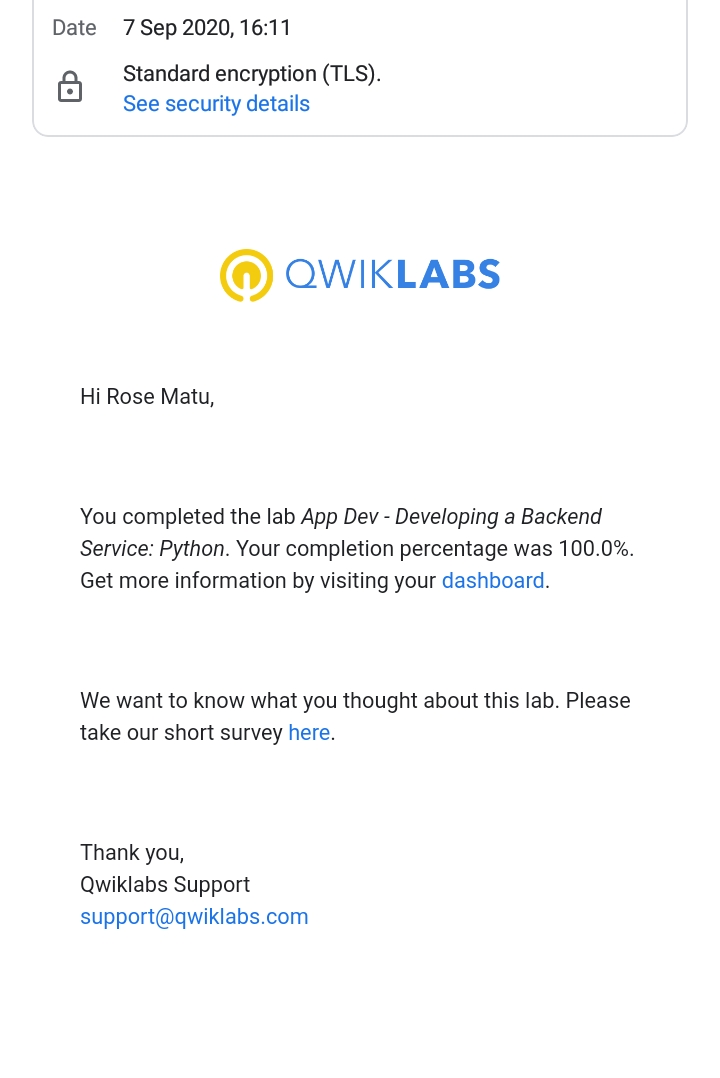 Date 7 Sep 2020, 16:11
Standard encryption (TLS).
See security details
QWIKLABS
Hi Rose Matu,
You completed the lab App Dev - Developing a Backend
Service: Python. Your completion percentage was 100.0%.
Get more information by visiting your dashboard.
We want to know what you thought about this lab. Please
take our short survey here.
Thank you,
Qwiklabs Support
support@qwiklabs.com